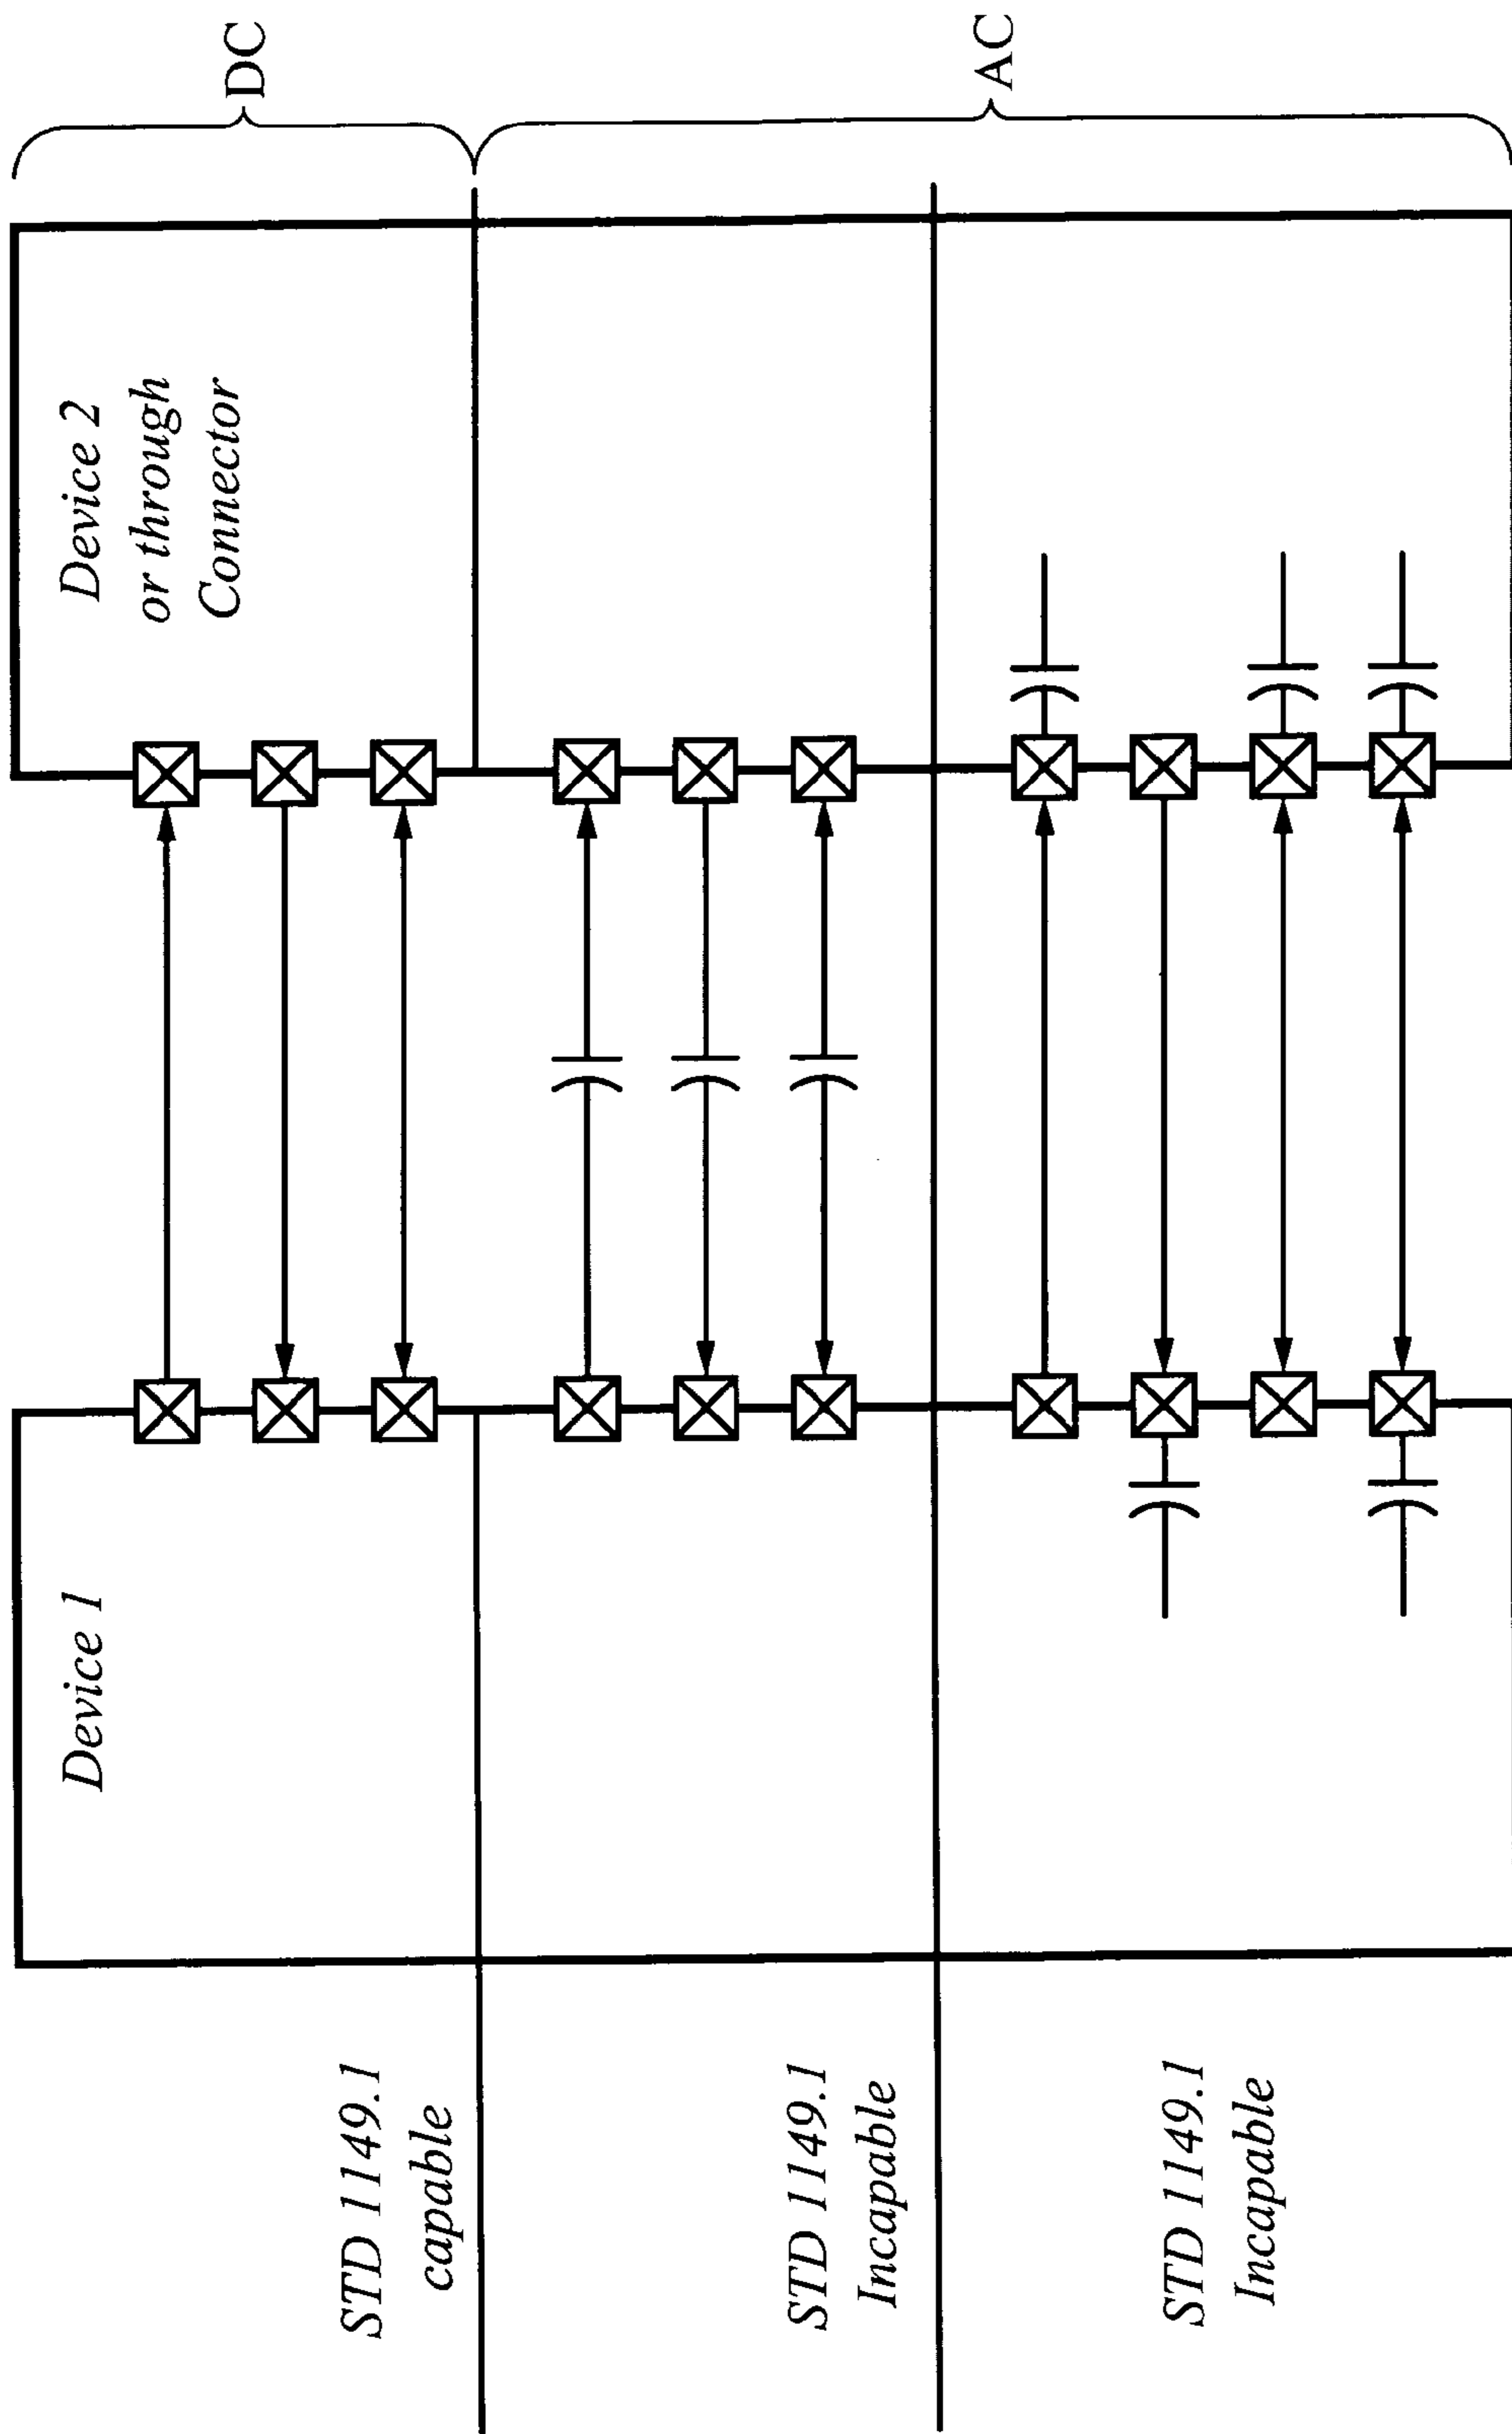 STD 1149.1
capable
STD 1149.1
Incapable
STD 1149.1
Incapable
Device 1
Device 2
or through
Connector
DC
AC